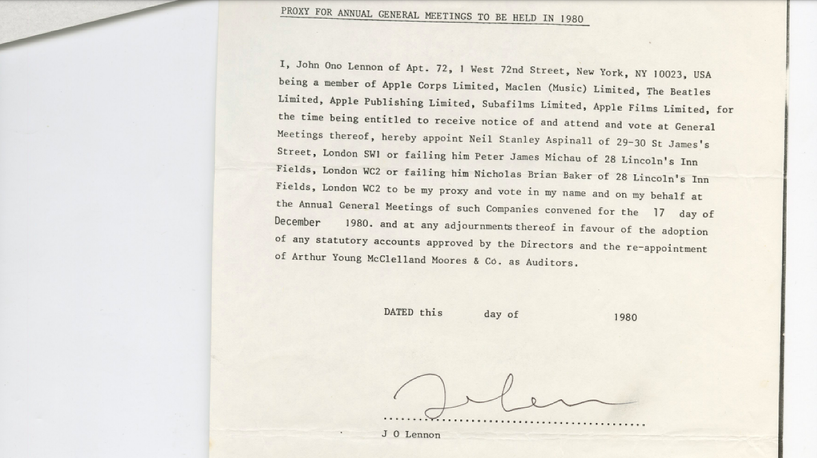 PROXY FOR ANNUAL GENERAL MEETINGS TO BE HELD IN 1980
I, John Ono Lennon of Apt. 72, 1 West 72nd Street, New York, NY 10023, USA
being a member of Apple Corps Limited, Maclen (Music) Limited, The Beatles
Limited, Apple Publishing Limited, Subafilms Limited, Apple Films Limited, for
the time being entitled to receive notice of and attend and vote at General
Meetings thereof, hereby appoint Neil Stanley Aspinall of 29-30 St James's
Street, London SW1 or failing him Peter James Michau of 28 Lincoln's Inn
Fields, London WC2 or failing him Nicholas Brian Baker of 28 Lincoln's Inn
Fields, London WC2 to be my proxy and vote in my name and on my behalf at
the Annual General Meetings of such Companies convened for the 17 day of
December 1980. and at any adjournments thereof in favour of the adoption
of any statutory accounts approved by the Directors and the re-appointment
of Arthur Young McClelland Moores & Co. as Auditors.
DATED this day of 1980
J O Lennon